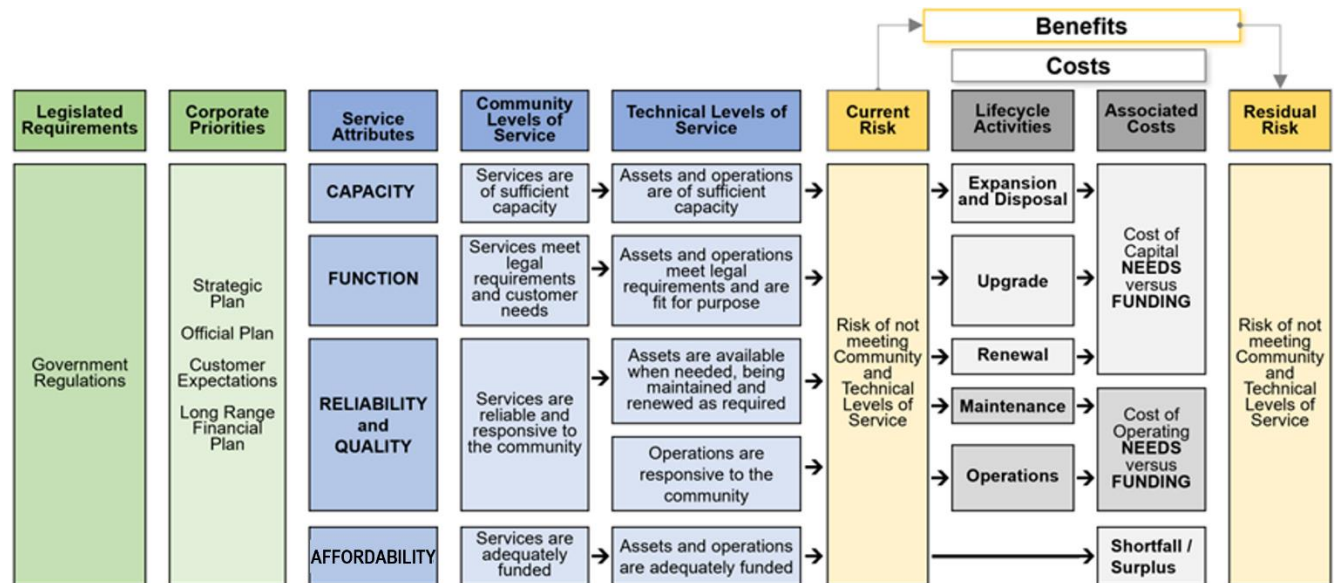 Benefits
Costs
Legislated
Requirements
Corporate
Priorities
Service
Attributes
Community
Levels of
Service
Technical Levels of
Service
Current
Risk
Lifecycle
Activities
Associated
Costs
Residual
Risk
Government
Regulations
Strategic
Plan
Official Plan
Customer
Expectations
Long Range
Financial
Plan
CAPACITY
Services are
of sufficient
capacity
Assets and operations
are of sufficient
capacity
FUNCTION
Services meet
legal
requirements
and customer
needs
Assets and operations
meet legal
requirements and are
fit for purpose
RELIABILITY
and
QUALITY
Services are
reliable and
responsive to
the community
Assets are available
when needed, being
maintained and
renewed as required
Operations are
responsive to the
community
AFFORDABILITY
Services are
adequately
funded
Assets and operations
are adequately funded
Risk of not
meeting
Community
and
Technical
Levels of
Service
Expansion
and Disposal
Upgrade
Renewal
Maintenance
Operations
Cost of
Capital
NEEDS
versus
FUNDING
Cost of
Operating
NEEDS
versus
FUNDING
Shortfall /
Surplus
Risk of not
meeting
Community
and
Technical
Levels of
Service